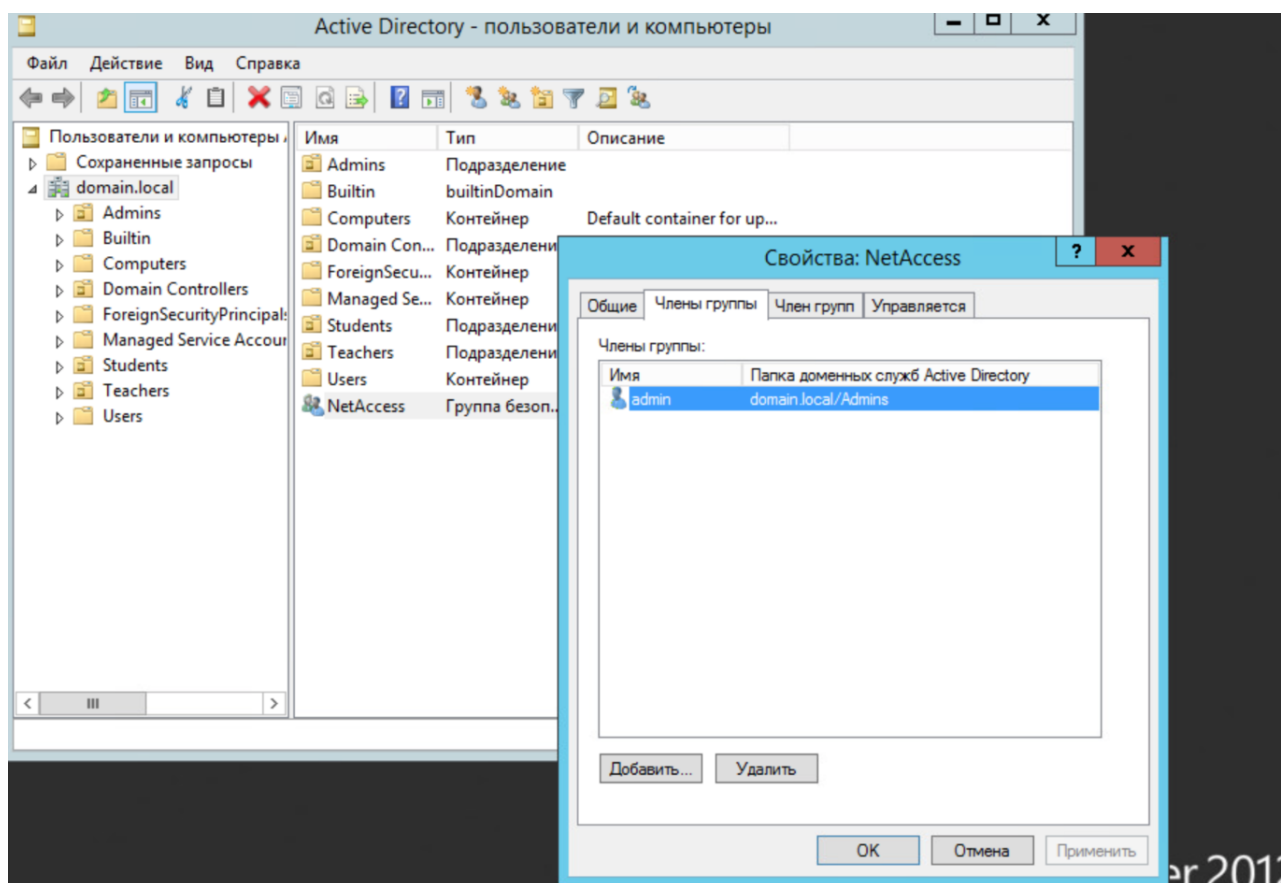 Active Directory - пользователи и компьютеры
Файл Действие Вид Справка
Пользователи и компьютеры
Сохраненные запросы
domain.local
Admins
Builtin
Computers
Domain Controllers
ForeignSecurityPrincipal
Managed Service Accour
Students
Teachers
Users
Имя Тип Описание
Admins Подразделение
Builtin builtinDomain
Computers Контейнер Default container for up...
Domain Con... Подразделени
ForeignSecu... Контейнер
Managed Se... Контейнер
Students Подразделени
Teachers Подразделени
Users Контейнер
NetAccess Группа безоп...
Свойства: NetAccess
Общие Члены группы Член групп Управляется
Члены группы:
Имя Папка доменных служб Active Directory
admin domain.local/Admins
Добавить... Удалить
OK Отмена Применить
er 2012